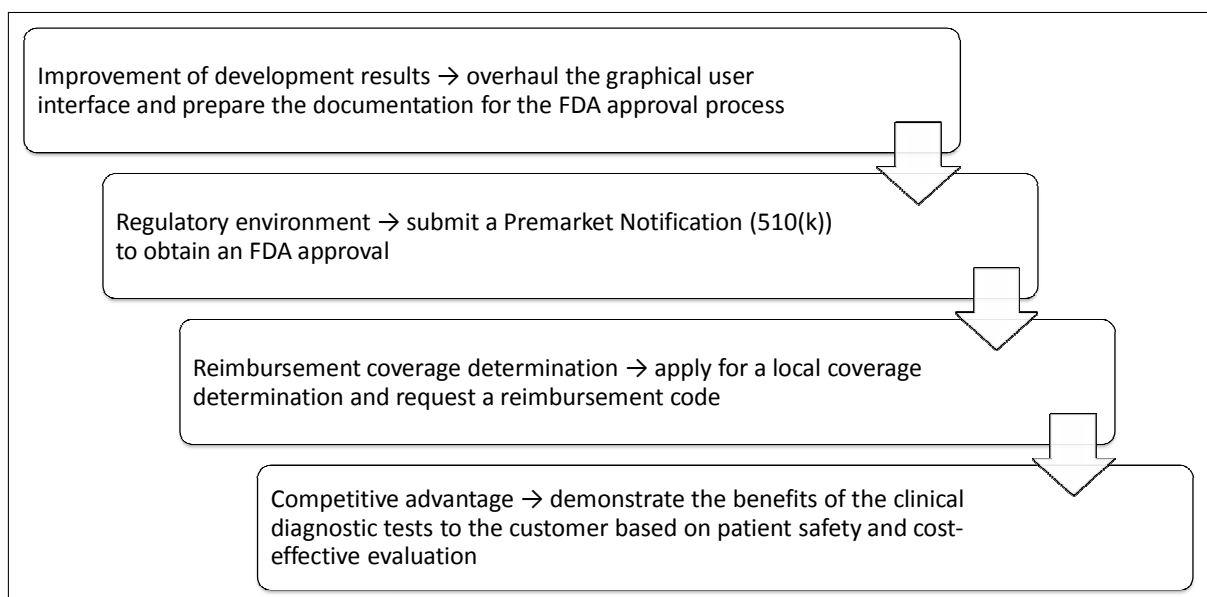 Improvement of development results → overhaul the graphical user
interface and prepare the documentation for the FDA approval process
Regulatory environment → submit a Premarket Notification (510(k))
to obtain an FDA approval
Reimbursement coverage determination → apply for a local coverage
determination and request a reimbursement code
Competitive advantage → demonstrate the benefits of the clinical
diagnostic tests to the customer based on patient safety and cost-
effective evaluation